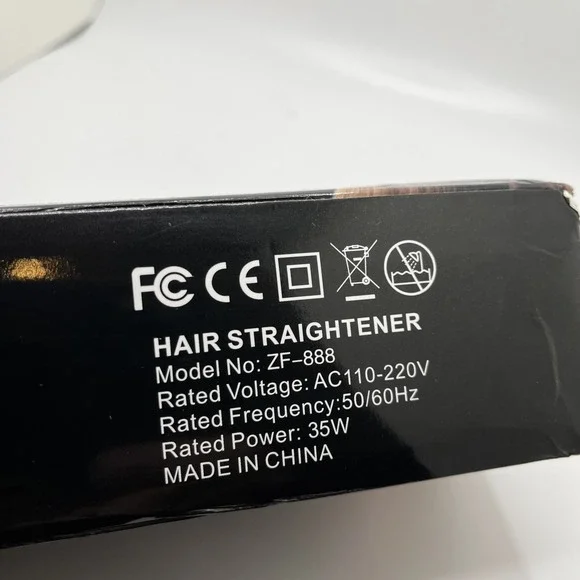 FC CE
HAIR STRAIGHTENER
Model No: ZF-888
Rated Voltage: AC110-220V
Rated Frequency:50/60Hz
Rated Power: 35W
MADE IN CHINA